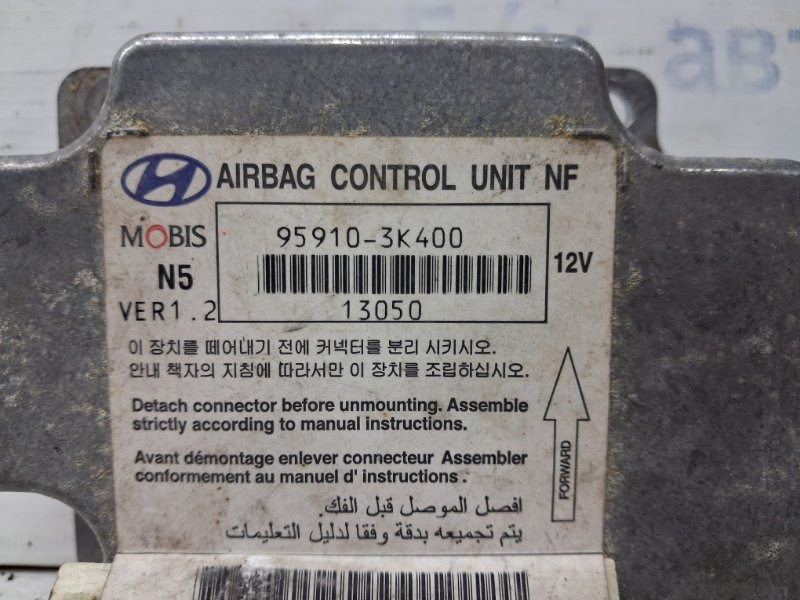 авт
AIRBAG CONTROL UNIT NF
MOBIS
95910-3K400
N5
12V
VER1.2
13050
이 장치를 떼어내기 전에 커넥터를 분리 시키시오.
안내 책자의 지침에 따라서만 이 장치를 조립하십시오.
Detach connector before unmounting. Assemble
strictly according to manual instructions.
Avant démontage enlever connecteur Assembler
conformement au manuel d' instructions .
FORWARD
افصل الموصل قبل الفك.
يتم تجميعه بدقة وفقا لدليل التعليمات